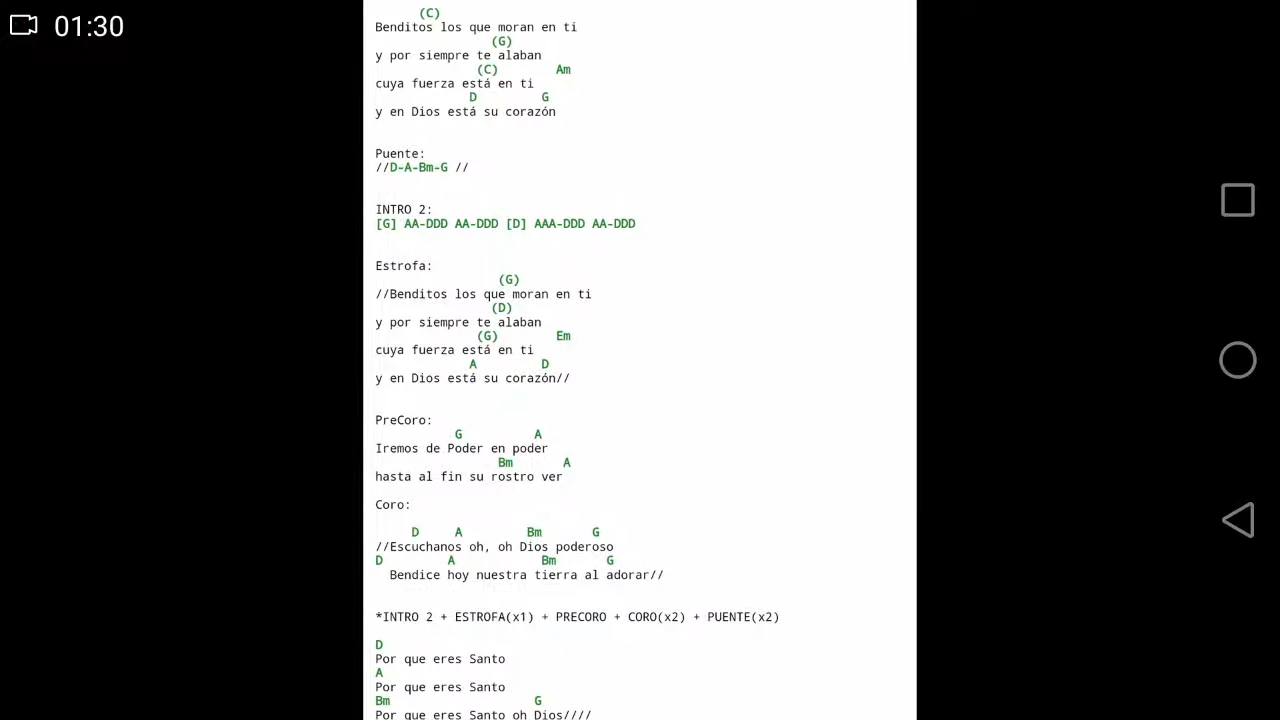 01:30
(C)
Benditos los que moran en ti
(G)
y por siempre te alaban
(C) Am
cuya fuerza está en ti
D G
y en Dios está su corazón
Puente:
//D-A-Bm-G //
INTRO 2:
[G] AA-DDD AA-DDD [D] AAA-DDD AA-DDD
Estrofa:
(G)
//Benditos los que moran en ti
(D)
y por siempre te alaban
(G) Em
cuya fuerza está en ti
A D
y en Dios está su corazón//
PreCoro:
G A
Iremos de Poder en poder
Bm A
hasta al fin su rostro ver
Coro:
D A Bm G
//Escuchanos oh, oh Dios poderoso
D A Bm G
Bendice hoy nuestra tierra al adorar//
*INTRO 2 + ESTROFA(x1) + PRECORO + CORO(x2) + PUENTE(x2)
D
Por que eres Santo
A
Por que eres Santo
Bm G
Por que eres Santo oh Dios////